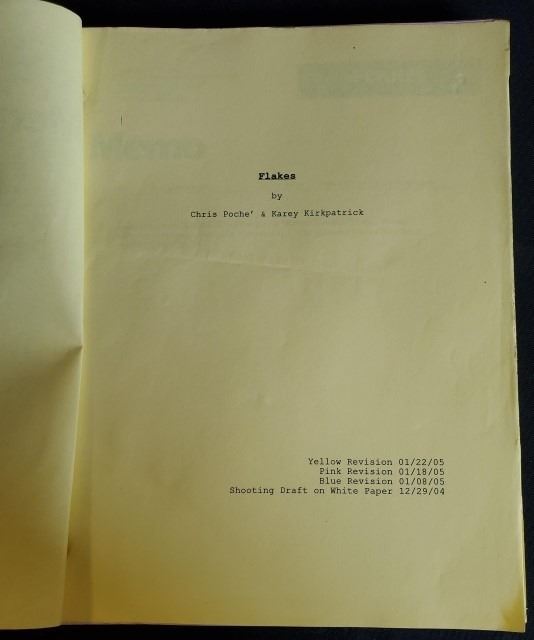 Flakes
by
Chris Poche' & Karey Kirkpatrick
Yellow Revision 01/22/05
Pink Revision 01/18/05
Blue Revision 01/08/05
Shooting Draft on White Paper 12/29/04